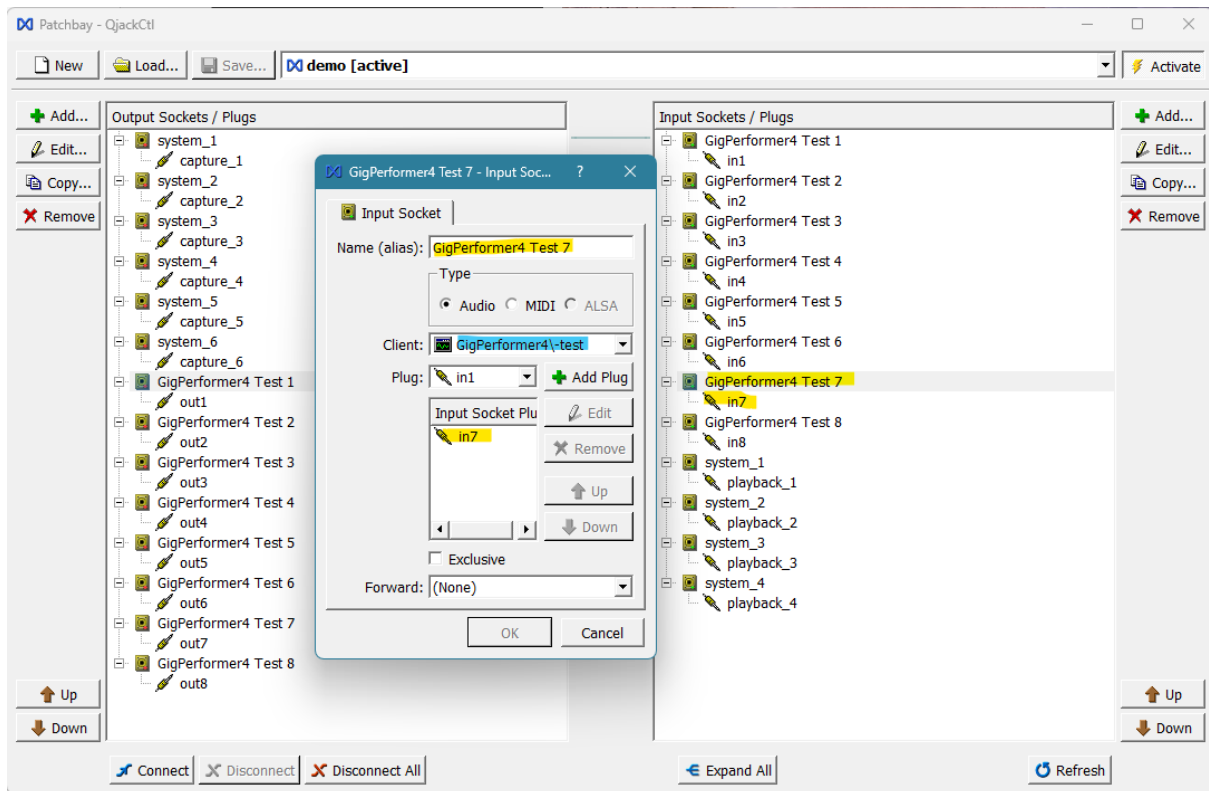 Patchbay - QjackCtl
New
Load...
Save...
demo [active]
Activate
Add...
Edit...
Copy...
Remove
Up
Down
Output Sockets / Plugs
system_1
capture_1
system_2
capture_2
system_3
capture_3
system_4
capture_4
system_5
capture_5
system_6
capture_6
GigPerformer4 Test 1
out1
GigPerformer4 Test 2
out2
GigPerformer4 Test 3
out3
GigPerformer4 Test 4
out4
GigPerformer4 Test 5
out5
GigPerformer4 Test 6
out6
GigPerformer4 Test 7
out7
GigPerformer4 Test 8
out8
GigPerformer4 Test 7 - Input Soc... ?
Input Socket
Name (alias): GigPerformer4 Test 7
Type
Audio MIDI ALSA
Client: GigPerformer4\-test
Plug: in1 Add Plug
Input Socket Plu
in7
Edit
Remove
Up
Down
Exclusive
Forward: (None)
OK Cancel
Input Sockets / Plugs
GigPerformer4 Test 1
in1
GigPerformer4 Test 2
in2
GigPerformer4 Test 3
in3
GigPerformer4 Test 4
in4
GigPerformer4 Test 5
in5
GigPerformer4 Test 6
in6
GigPerformer4 Test 7
in7
GigPerformer4 Test 8
in8
system_1
playback_1
system_2
playback_2
system_3
playback_3
system_4
playback_4
Add...
Edit...
Copy...
Remove
Up
Down
Connect Disconnect Disconnect All Expand All Refresh